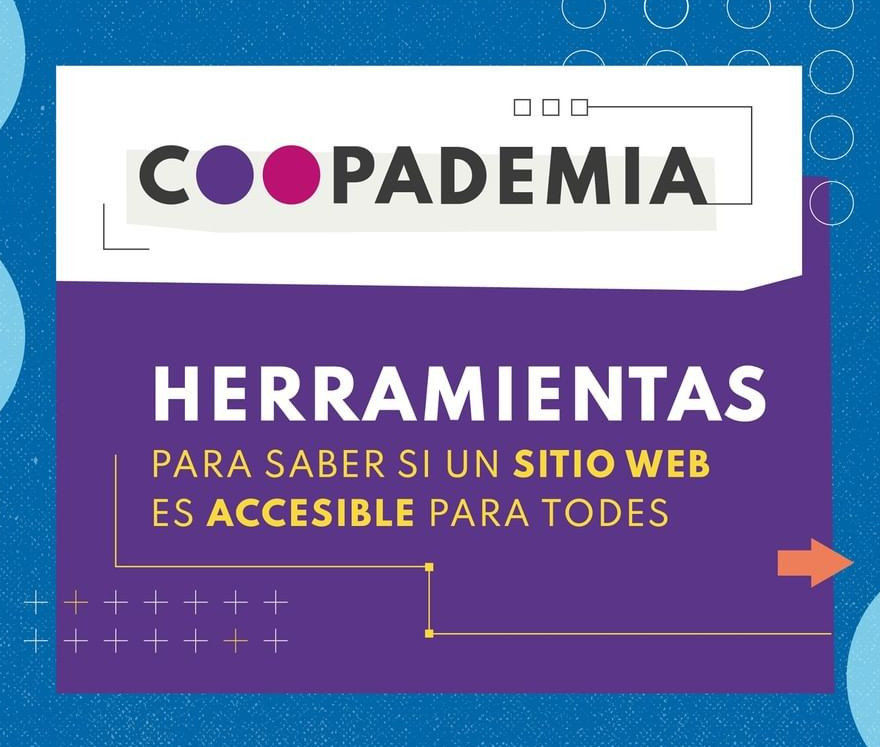 COOPADEMIA
HERRAMIENTAS
PARA SABER SI UN SITIO WEB
ES ACCESIBLE PARA TODES